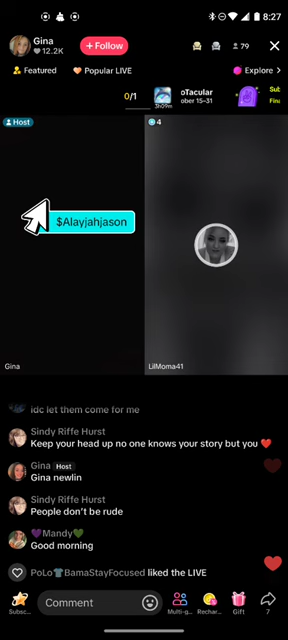 8:27
Gina
12.2K
+ Follow
79
Featured
Popular LIVE
Explore >
0/1
oTacular
ober 15–31
3h09m
Sul
Fin
Host
4
$Alayjahjason
Gina
LilMoma41
idc let them come for me
Sindy Riffe Hurst
Keep your head up no one knows your story but you ❤️
Gina Host
Gina newlin
Sindy Riffe Hurst
People don't be rude
💜Mandy💚
Good morning
PoLo👕BamaStayFocused liked the LIVE
Subsc...
Comment
Multi-g...
Rechar...
Gift
7